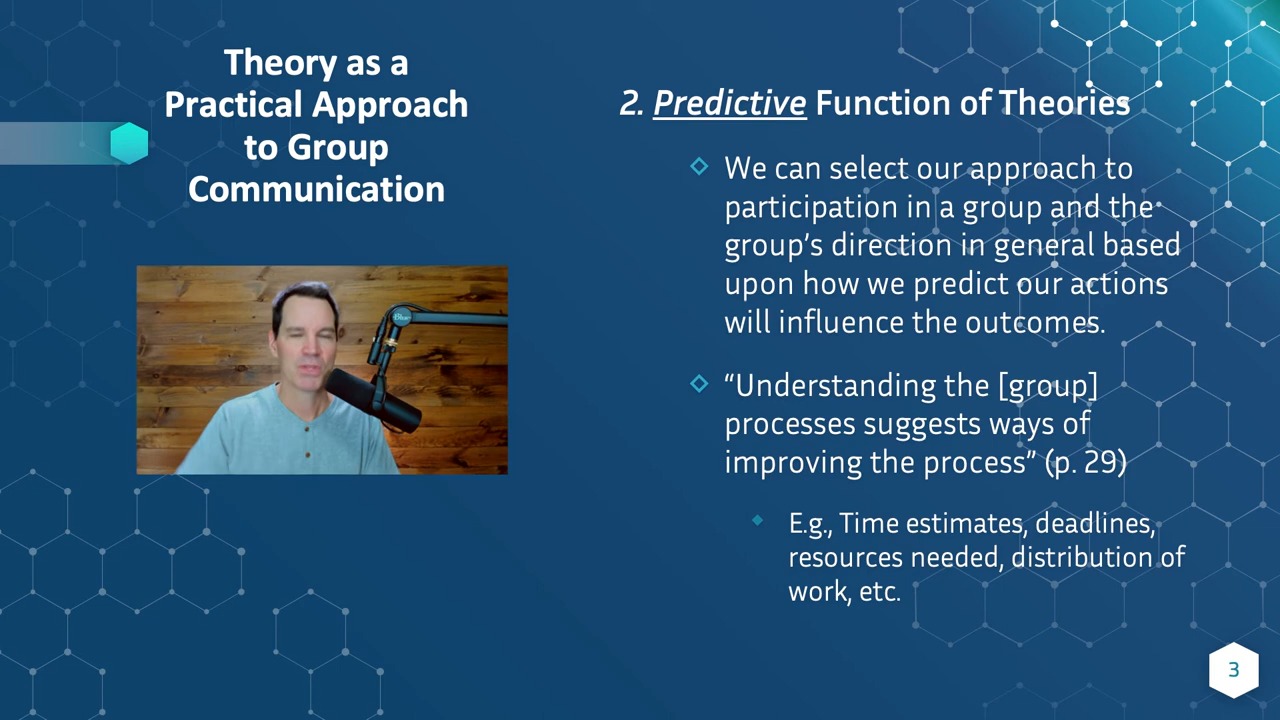 Theory as a
Practical Approach
to Group
Communication
2. Predictive Function of Theories
We can select our approach to
participation in a group and the
group's direction in general based
upon how we predict our actions
will influence the outcomes.
“Understanding the [group]
processes suggests ways of
improving the process” (p. 29)
E.g., Time estimates, deadlines,
resources needed, distribution of
work, etc.
3